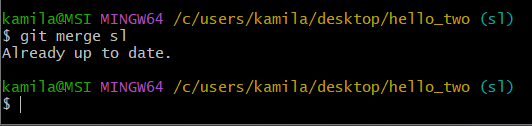 kamila@MSI MINGW64 /c/users/kamila/desktop/hello_two (sl)
$ git merge sl
Already up to date.
kamila@MSI MINGW64 /c/users/kamila/desktop/hello_two (sl)
$